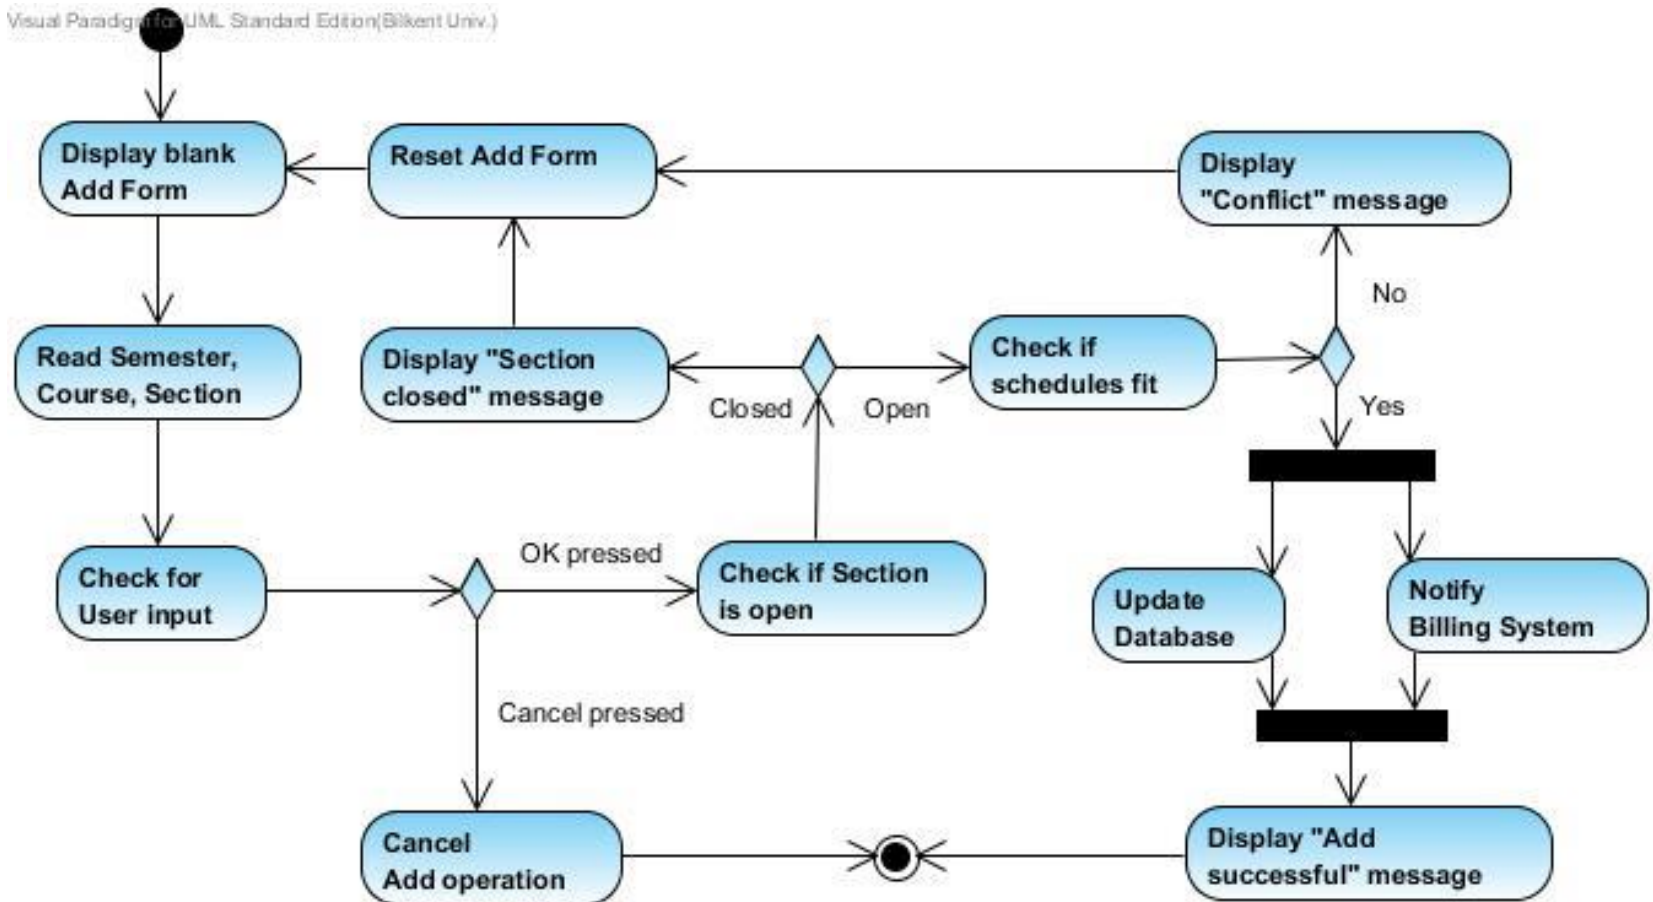 Visual Paradigm for UML Standard Edition(Bilkent Univ.)
Display blank
Add Form
Reset Add Form
Display
"Conflict" message
No
Read Semester,
Course, Section
Display "Section
closed" message
Closed
Open
Check if
schedules fit
Yes
Check for
User input
OK pressed
Check if Section
is open
Update
Database
Notify
Billing System
Cancel pressed
Cancel
Add operation
Display "Add
successful" message